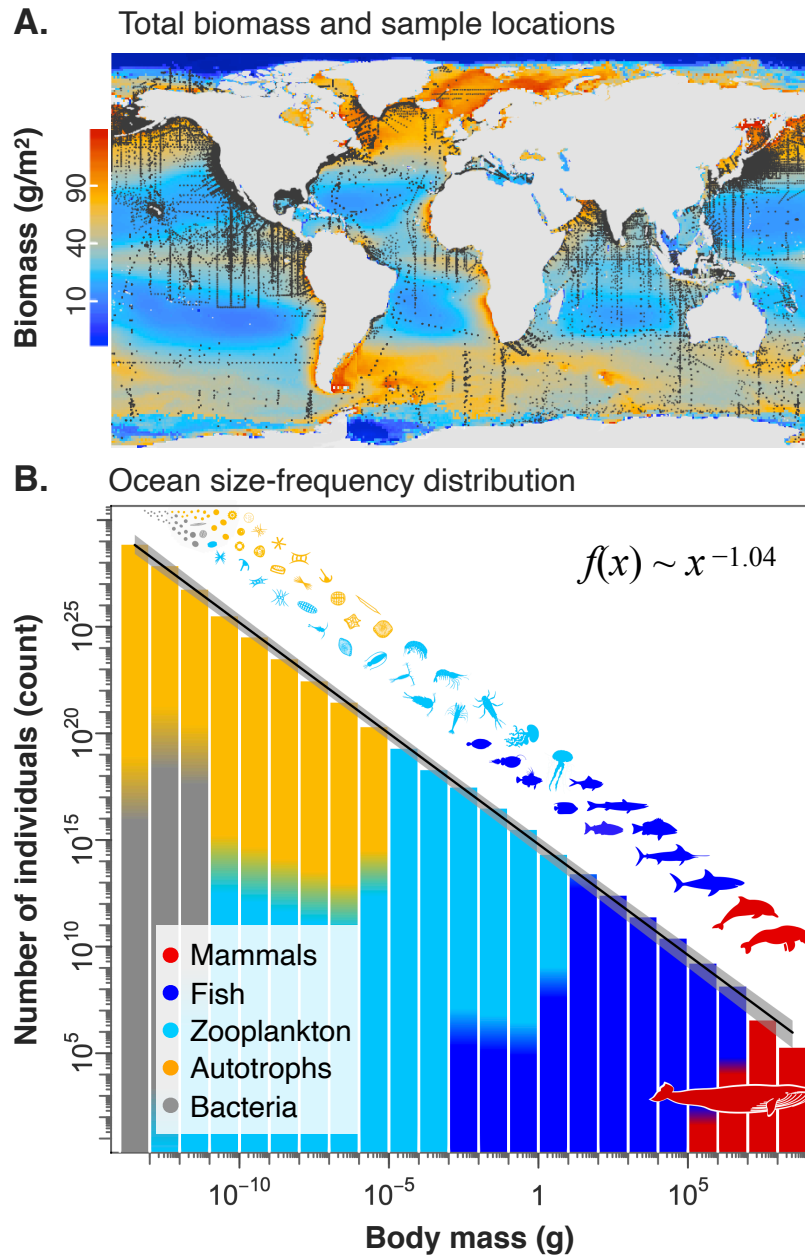 A. Total biomass and sample locations
Biomass (g/m²)
90
40
10
B. Ocean size-frequency distribution
f(x) ~ x^−1.04
Number of individuals (count)
10^25
10^20
10^15
10^10
10^5
Mammals
Fish
Zooplankton
Autotrophs
Bacteria
10^−10 10^−5 1 10^5
Body mass (g)